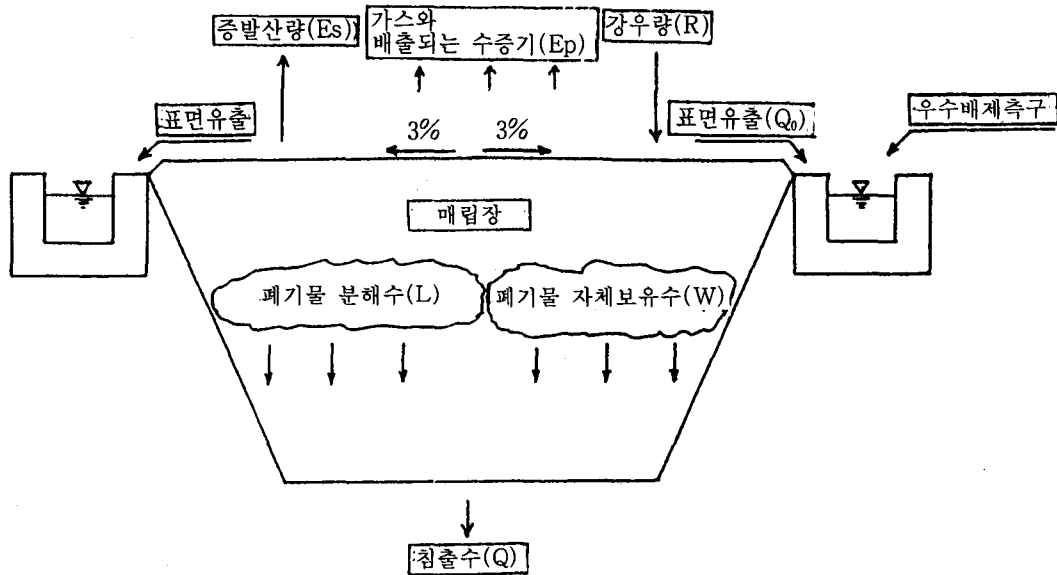 증발산량(Es)
가스와
배출되는 수증기(Ep)
강우량(R)
표면유출
3%
3%
표면유출(Q₀)
우수배제측구
매립장
폐기물 분해수(L)
폐기물 자체보유수(W)
침출수(Q)